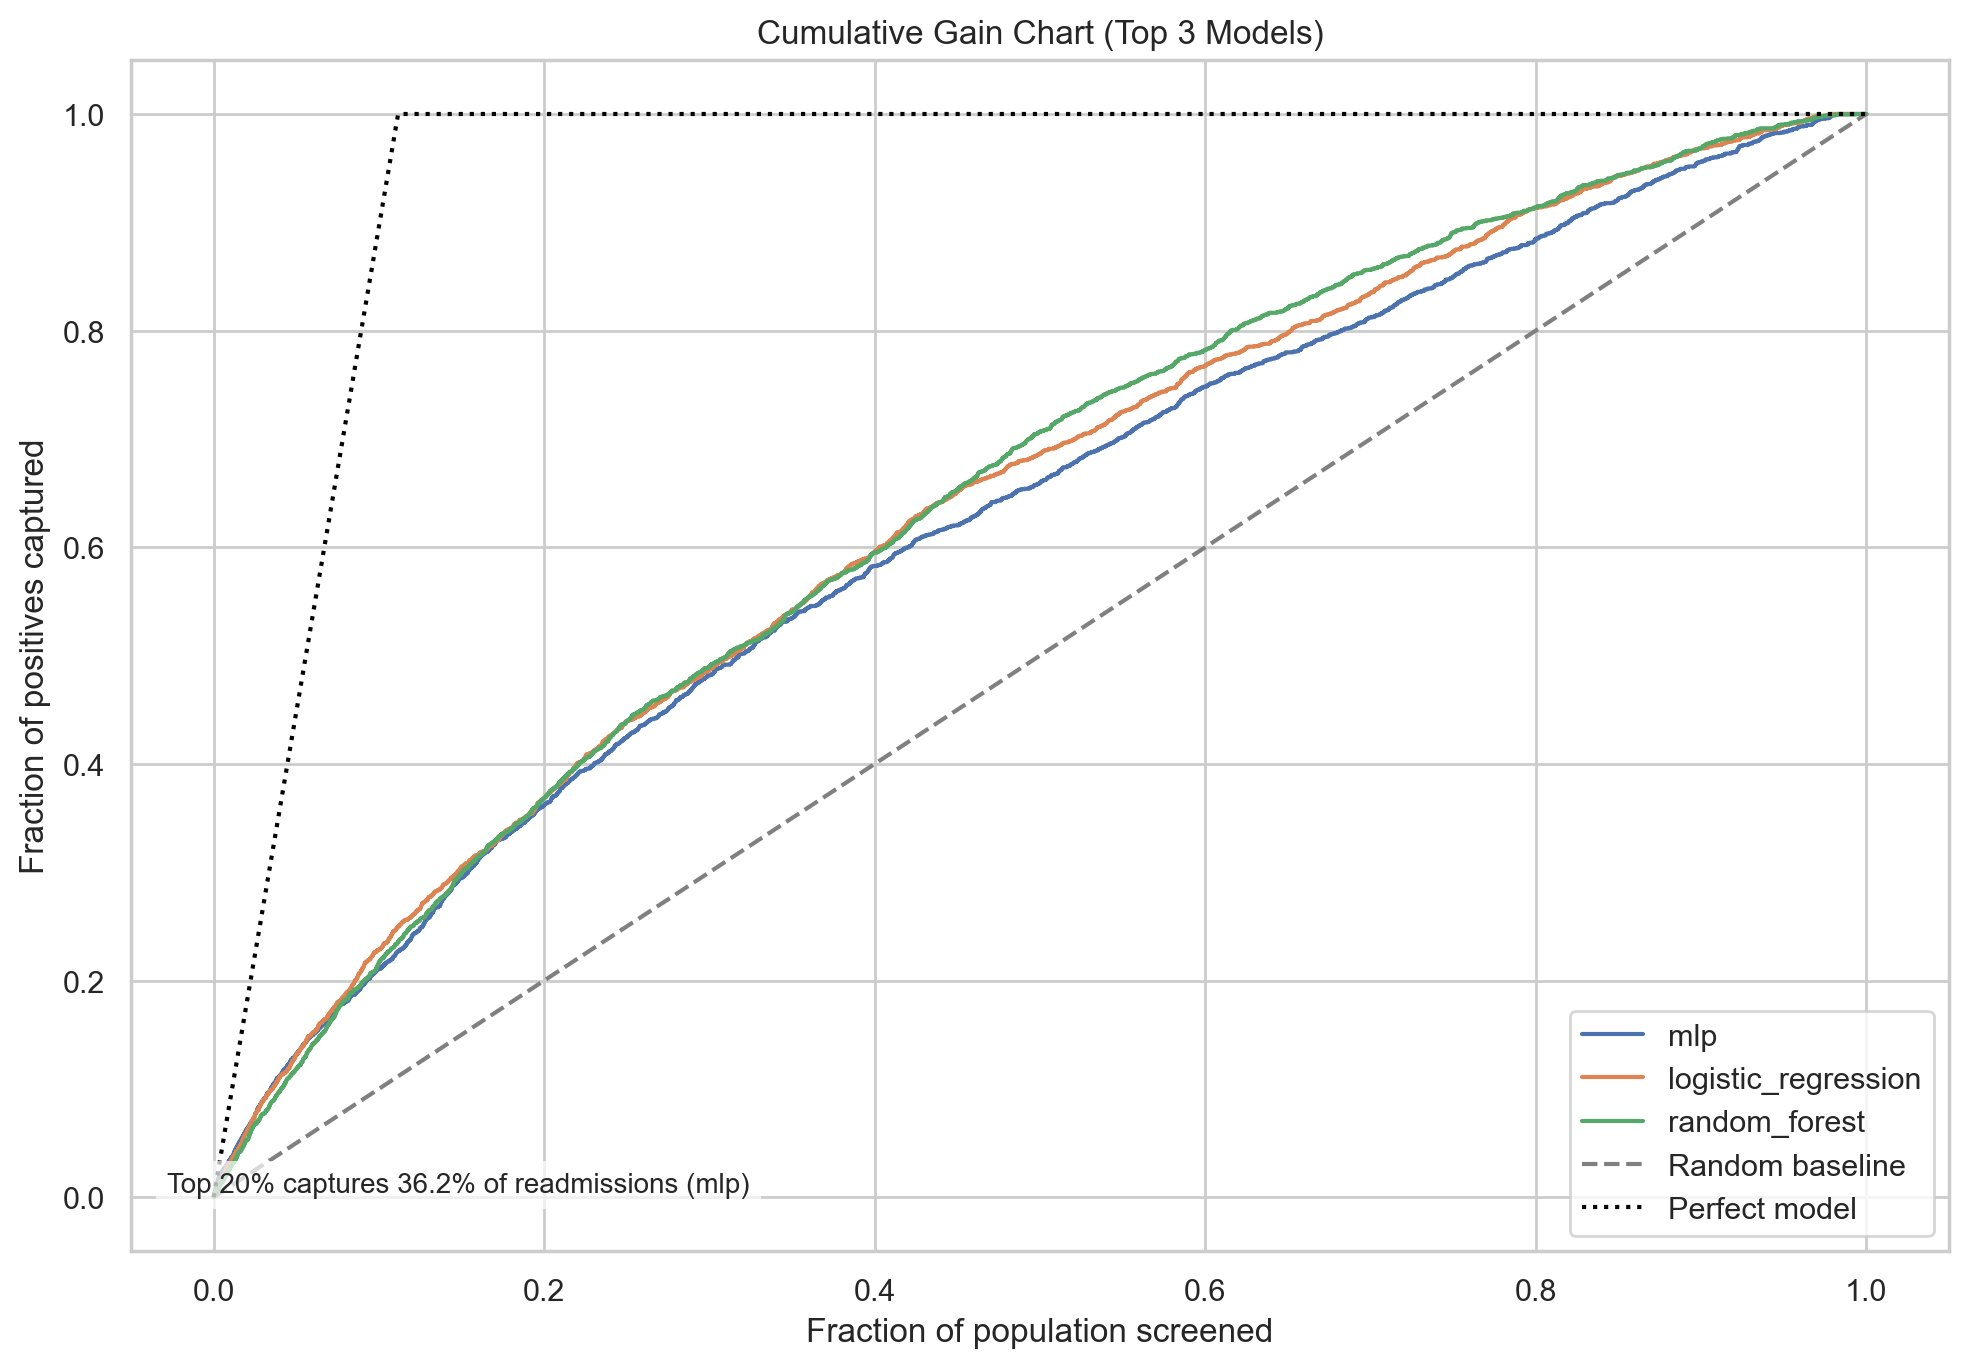 Cumulative Gain Chart (Top 3 Models)
Fraction of positives captured
1.0
0.8
0.6
0.4
0.2
0.0
Top 20% captures 36.2% of readmissions (mlp)
mlp
logistic_regression
random_forest
Random baseline
Perfect model
0.0 0.2 0.4 0.6 0.8 1.0
Fraction of population screened